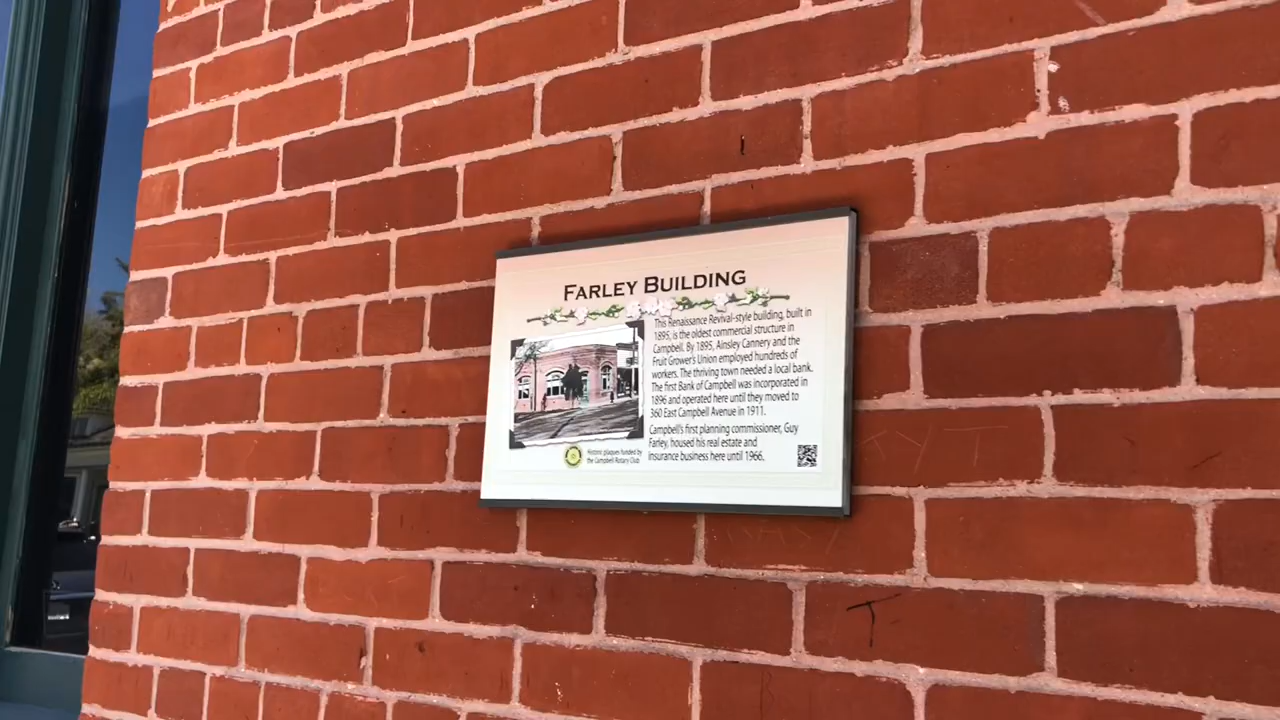 FARLEY BUILDING
This Renaissance Revival-style building, built in
1895, is the oldest commercial structure in
Campbell. By 1895, Ainsley Cannery and the
Fruit Grower's Union employed hundreds of
workers. The thriving town needed a local bank.
The first Bank of Campbell was incorporated in
1896 and operated here until they moved to
360 East Campbell Avenue in 1911.
Campbell's first planning commissioner, Guy
Farley, housed his real estate and
insurance business here until 1966.
Historic plaques funded by
the Campbell Rotary Club